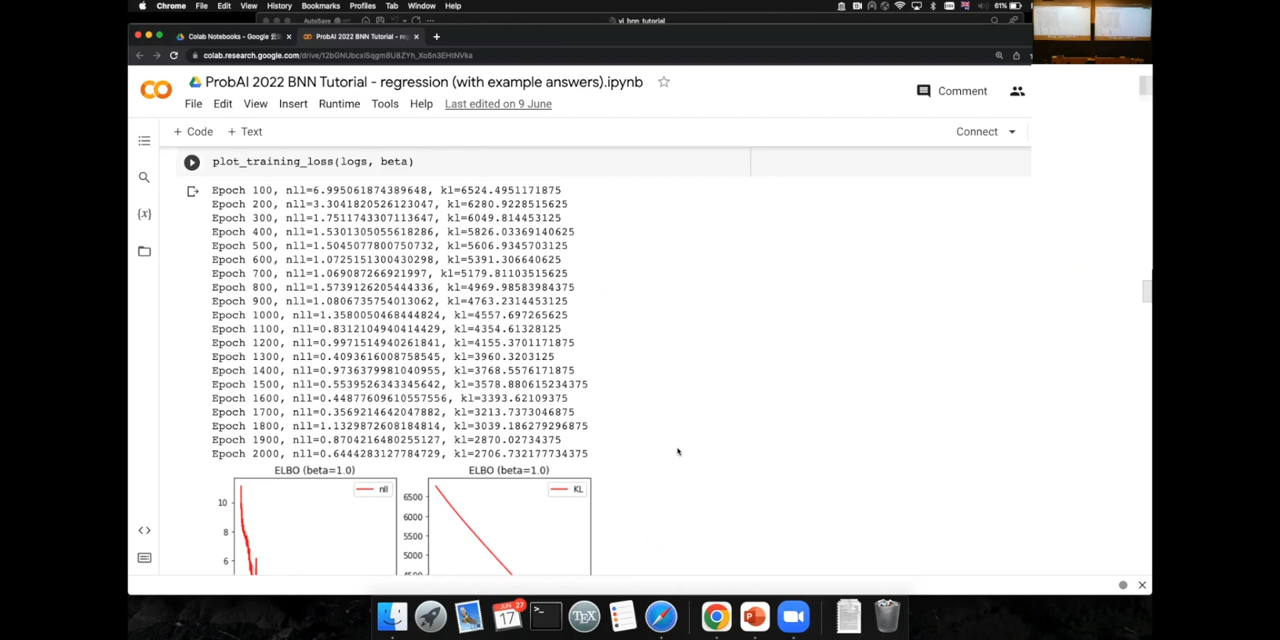 Chrome File Edit View History Bookmarks Profiles Tab Window Help 61%
AutoSave vi_bnn_tutorial
Colab Notebooks - Google ProbAI 2022 BNN Tutorial - re
ProbAI 2022 BNN Tutorial - regression (with example answers).ipynb
File Edit View Insert Runtime Tools Help Last edited on 9 June
Comment
+ Code + Text
Connect
plot_training_loss(logs, beta)
Epoch 100, nll=6.995061874389648, kl=6524.4951171875
Epoch 200, nll=3.3041820526123047, kl=6280.9228515625
Epoch 300, nll=1.7511743307113647, kl=6049.814453125
Epoch 400, nll=1.5301305055618286, kl=5826.03369140625
Epoch 500, nll=1.5045077800750732, kl=5606.9345703125
Epoch 600, nll=1.0725151300430298, kl=5391.306640625
Epoch 700, nll=1.069087266921997, kl=5179.81103515625
Epoch 800, nll=1.5739126205444336, kl=4969.98583984375
Epoch 900, nll=1.0806735754013062, kl=4763.2314453125
Epoch 1000, nll=1.3580050468444824, kl=4557.697265625
Epoch 1100, nll=0.8312104940414429, kl=4354.61328125
Epoch 1200, nll=0.9971514940261841, kl=4155.3701171875
Epoch 1300, nll=0.4093616008758545, kl=3960.3203125
Epoch 1400, nll=0.9736379981040955, kl=3768.5576171875
Epoch 1500, nll=0.5539526343345642, kl=3578.880615234375
Epoch 1600, nll=0.44877609610557556, kl=3393.62109375
Epoch 1700, nll=0.3569214642047882, kl=3213.7373046875
Epoch 1800, nll=1.1329872608184814, kl=3039.186279296875
Epoch 1900, nll=0.8704216480255127, kl=2870.02734375
Epoch 2000, nll=0.6444283127784729, kl=2706.732177734375
ELBO (beta=1.0) ELBO (beta=1.0)
nll KL
10
8
6
6500
6000
5500
5000
4500
JUN 27
17
TEX